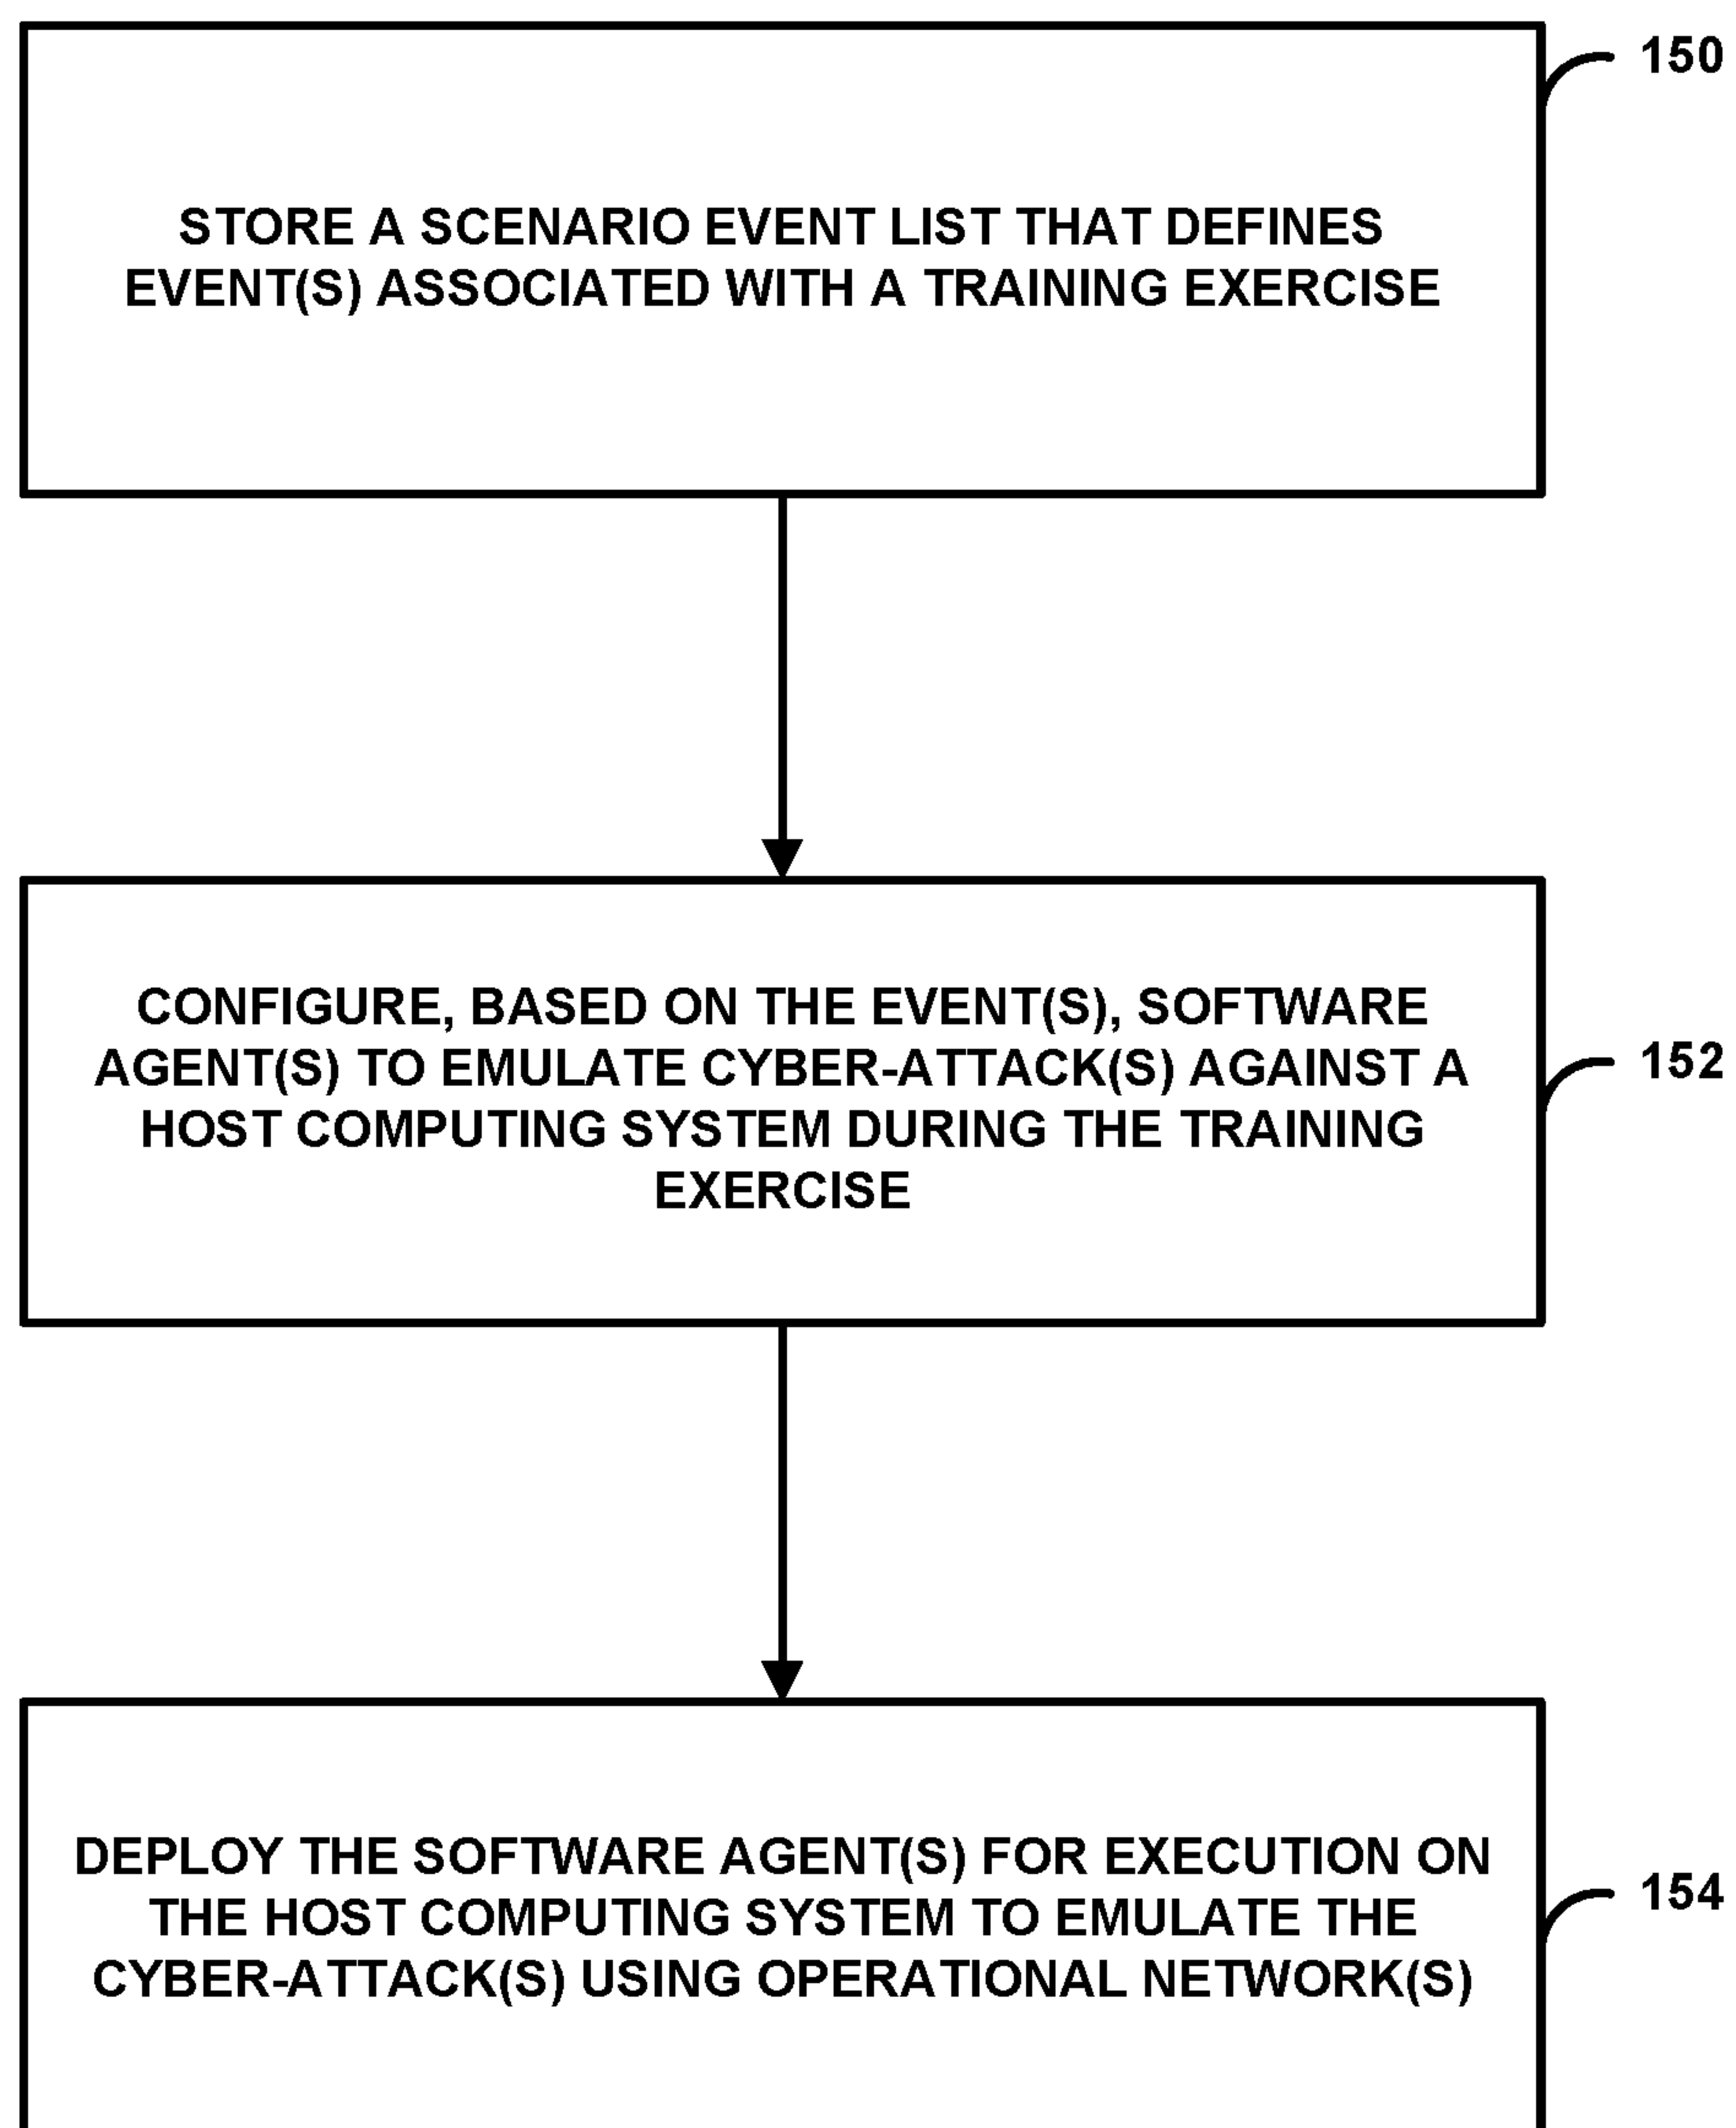 150
STORE A SCENARIO EVENT LIST THAT DEFINES
EVENT(S) ASSOCIATED WITH A TRAINING EXERCISE
CONFIGURE, BASED ON THE EVENT(S), SOFTWARE
AGENT(S) TO EMULATE CYBER-ATTACK(S) AGAINST A
152
HOST COMPUTING SYSTEM DURING THE TRAINING
EXERCISE
DEPLOY THE SOFTWARE AGENT(S) FOR EXECUTION ON
154
THE HOST COMPUTING SYSTEM TO EMULATE THE
CYBER-ATTACK(S) USING OPERATIONAL NETWORK(S)